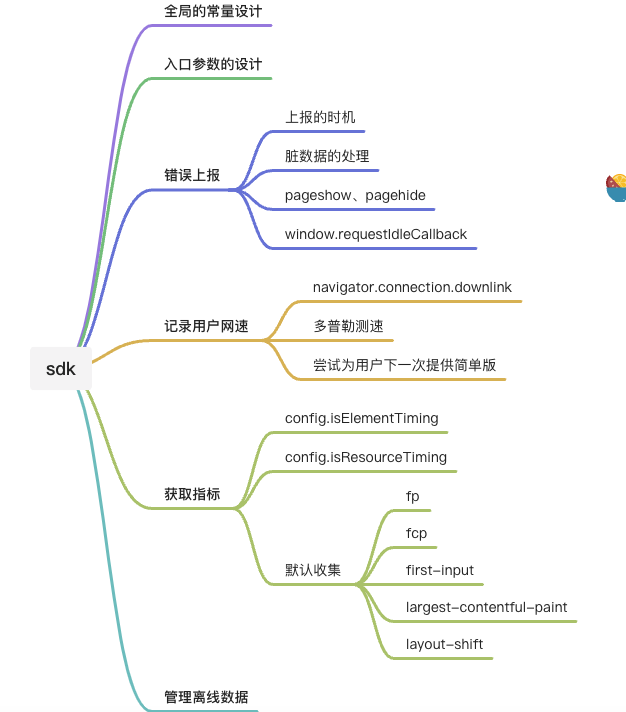 全局的常量设计
入口参数的设计
上报的时机
脏数据的处理
错误上报
pageshow、pagehide
window.requestIdleCallback
navigator.connection.downlink
记录用户网速
多普勒测速
尝试为用户下一次提供简单版
sdk
config.isElementTiming
config.isResourceTiming
获取指标
fp
fcp
默认收集
first-input
largest-contentful-paint
layout-shift
管理离线数据